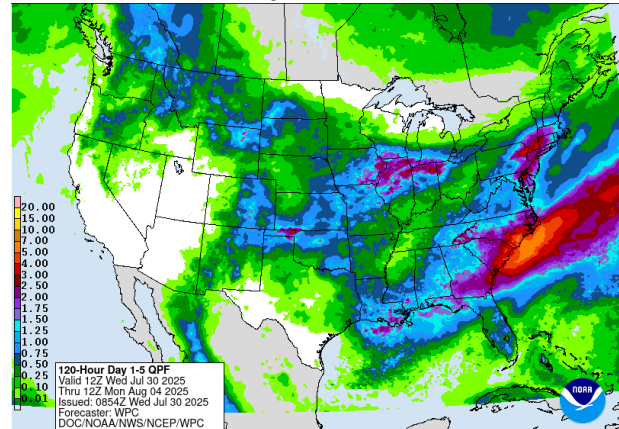 20.00
15.00
10.00
7.00
5.00
4.00
3.00
2.50
2.00
1.75
1.50
1.25
1.00
0.75
0.50
0.25
0.10
0.01
120-Hour Day 1-5 QPF
Valid 12Z Wed Jul 30 2025
Thru 12Z Mon Aug 04 2025
Issued: 0854Z Wed Jul 30 2025
Forecaster: WPC
DOC/NOAA/NWS/NCEP/WPC
NOAA